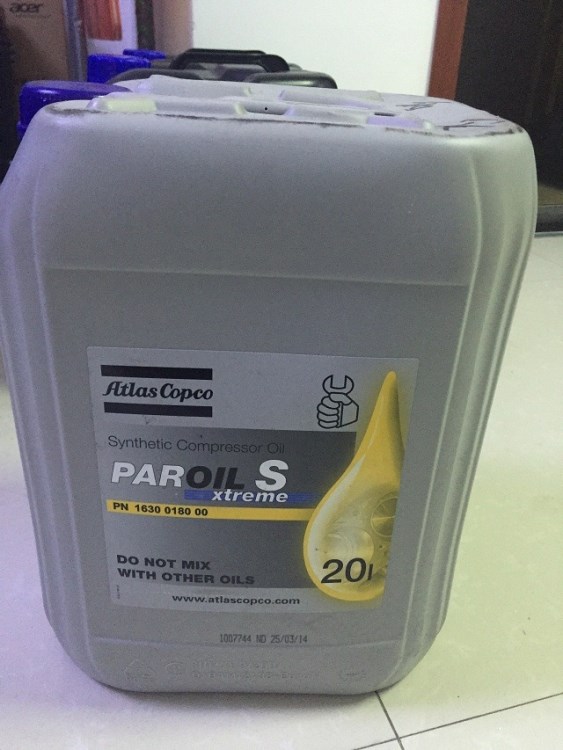 acer
Atlas Copco
Synthetic Compressor Oil
PAROIL S
xtreme
PN 1630 0180 00
DO NOT MIX
WITH OTHER OILS
20l
www.atlascopco.com
1007744 ND 25/03/14